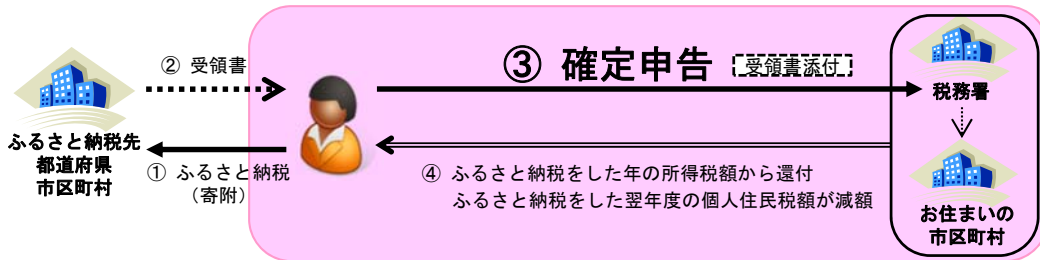 ② 受領書
ふるさと納税先
都道府県
市区町村
① ふるさと納税
（寄附）
③ 確定申告
受領書添付
税務署
④ ふるさと納税をした年の所得税額から還付
ふるさと納税をした翌年度の個人住民税額が減額
お住まいの
市区町村